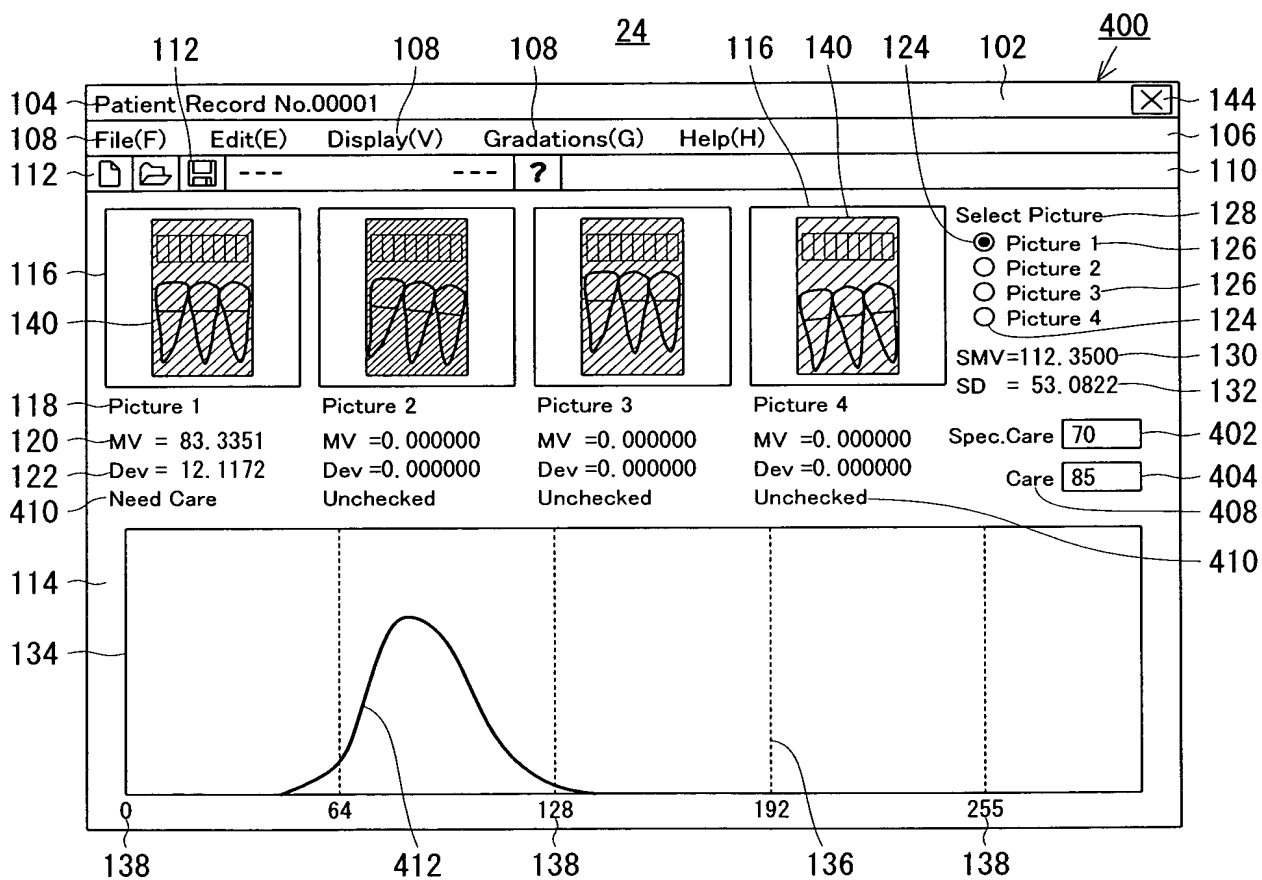 24
400
112 108 108 116 140 124 102
104 Patient Record No.00001 144
108 File(F) Edit(E) Display(V) Gradations(G) Help(H) 106
112 --- --- ? 110
Select Picture 128
Picture 1 126
116 Picture 2
Picture 3 126
140 Picture 4 124
SMV=112.3500 130
SD = 53.0822 132
118 Picture 1 Picture 2 Picture 3 Picture 4
120 MV = 83.3351 MV =0.000000 MV =0.000000 MV =0.000000 Spec.Care 70 402
122 Dev = 12.1172 Dev =0.000000 Dev =0.000000 Dev =0.000000 Care 85 404
410 Need Care Unchecked Unchecked Unchecked 408
114 410
134
0 64 128 192 255
138 412 138 136 138